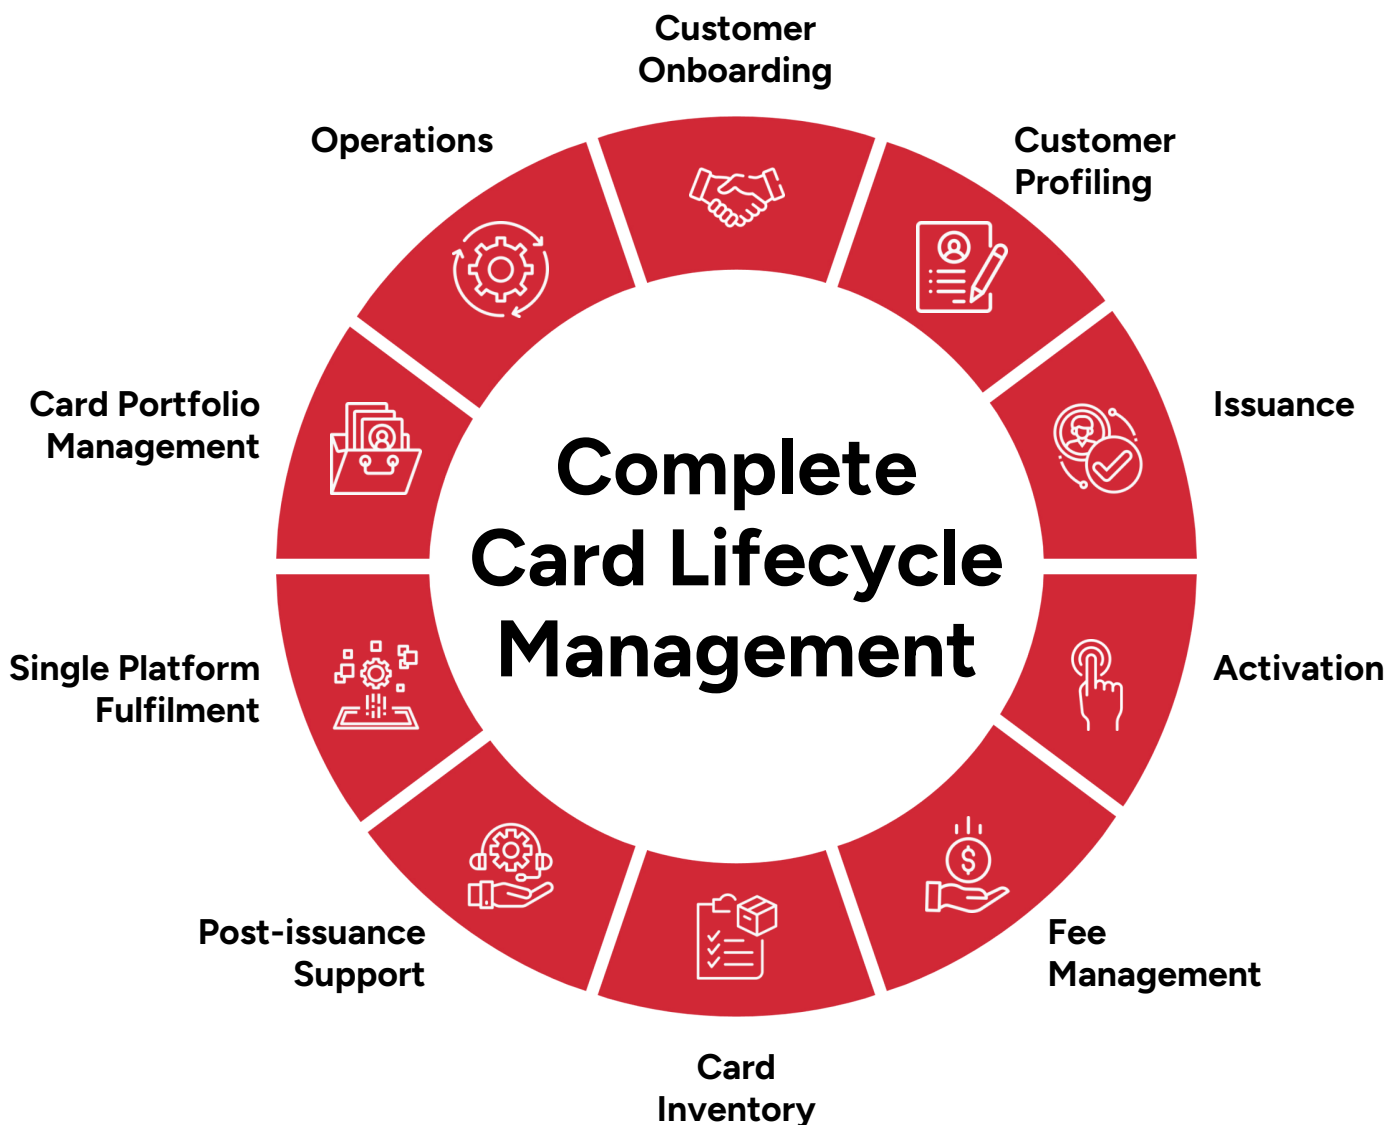 Customer
Onboarding
Customer
Profiling
Issuance
Activation
Fee
Management
Card
Inventory
Post-issuance
Support
Single Platform
Fulfilment
Card Portfolio
Management
Operations
Complete
Card Lifecycle
Management
$